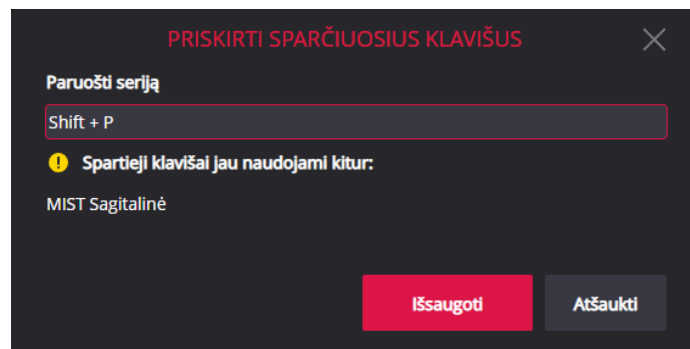 PRISKIRTI SPARČIUOSIUS KLAVIŠUS
Paruošti seriją
Shift + P
Spartieji klavišai jau naudojami kitur:
MIST Sagitalinė
Išsaugoti
Atšaukti